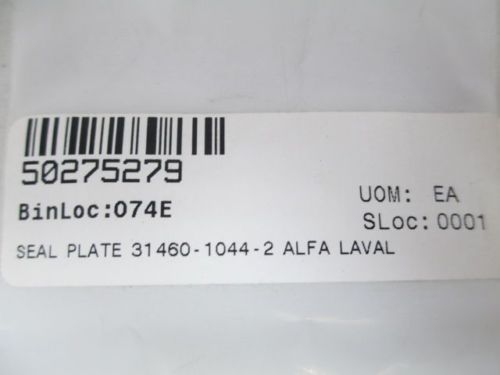 50275279
BinLoc:074E
UOM: EA
SLoc:0001
SEAL PLATE 31460-1044-2 ALFA LAVAL